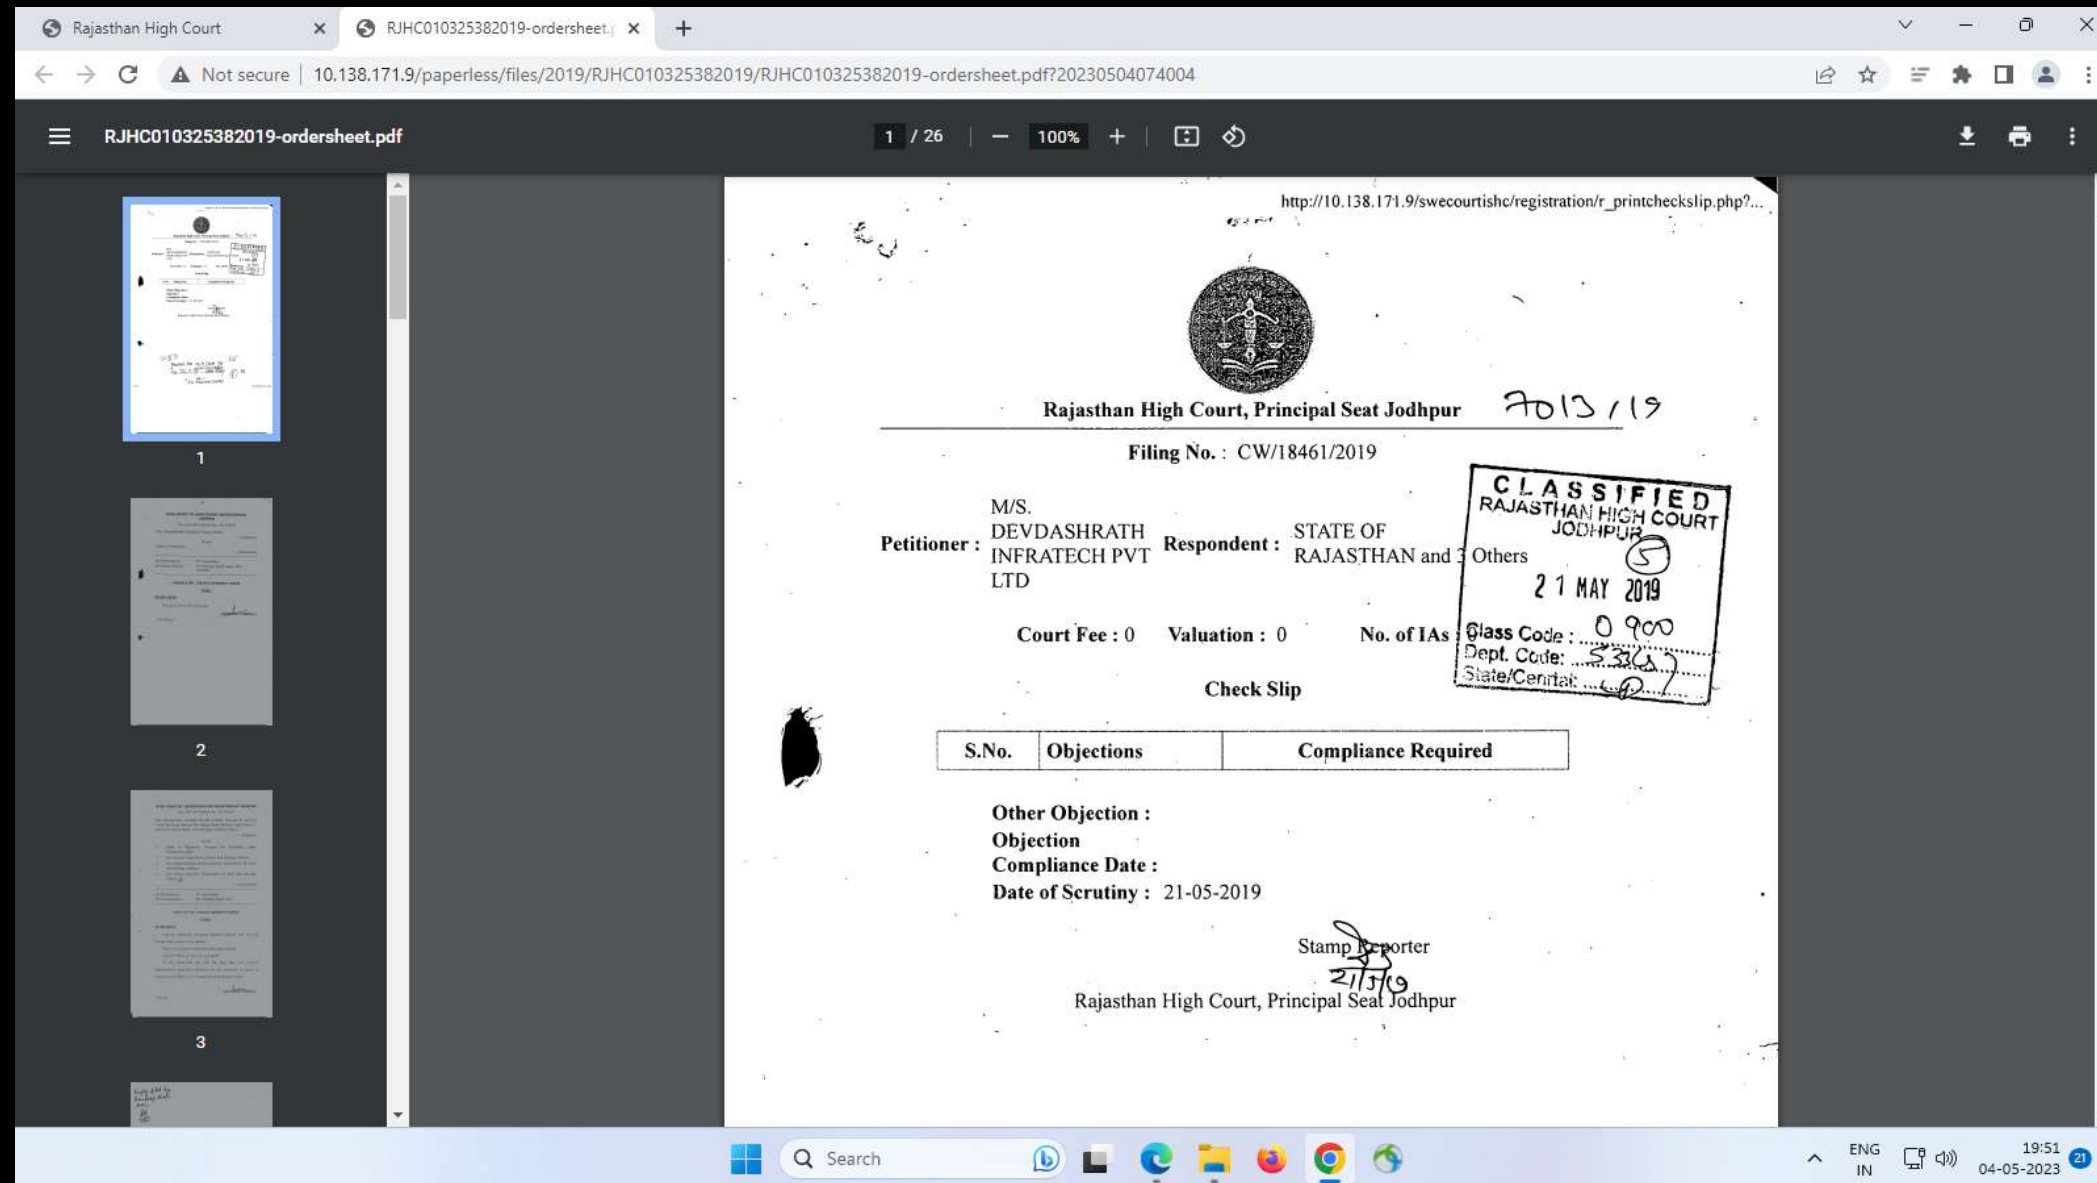 Rajasthan High Court
RJHC010325382019-ordersheet.p
Not secure
10.138.171.9/paperless/files/2019/RJHC010325382019/RJHC010325382019-ordersheet.pdf?20230504074004
RJHC010325382019-ordersheet.pdf
1 / 26
100%
1
2
3
http://10.138.171.9/swecourtishc/registration/r_printcheckslip.php?...
Rajasthan High Court, Principal Seat Jodhpur
7013/19
Filing No. : CW/18461/2019
Petitioner :
M/S.
DEVDASHRATH
INFRATECH PVT
LTD
Respondent :
STATE OF
RAJASTHAN and 3 Others
CLASSIFIED
RAJASTHAN HIGH COURT
JODHPUR
5
21 MAY 2019
Class Code : 0900
Dept. Code:
State/Central:
Court Fee : 0
Valuation : 0
No. of IAs :
Check Slip
S.No.
Objections
Compliance Required
Other Objection :
Objection
Compliance Date :
Date of Scrutiny : 21-05-2019
Stamp Reporter
21/5/19
Rajasthan High Court, Principal Seat Jodhpur
Search
ENG
IN
19:51
04-05-2023
21